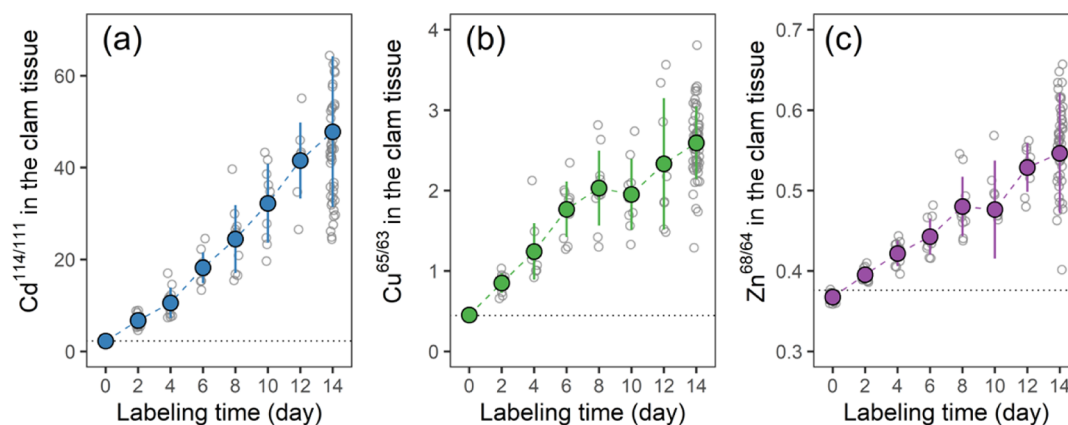 (a)
Cd114/111 in the clam tissue
60
40
20
0
0 2 4 6 8 10 12 14
Labeling time (day)
(b)
Cu65/63 in the clam tissue
4
3
2
1
0
0 2 4 6 8 10 12 14
Labeling time (day)
(c)
Zn68/64 in the clam tissue
0.7
0.6
0.5
0.4
0.3
0 2 4 6 8 10 12 14
Labeling time (day)